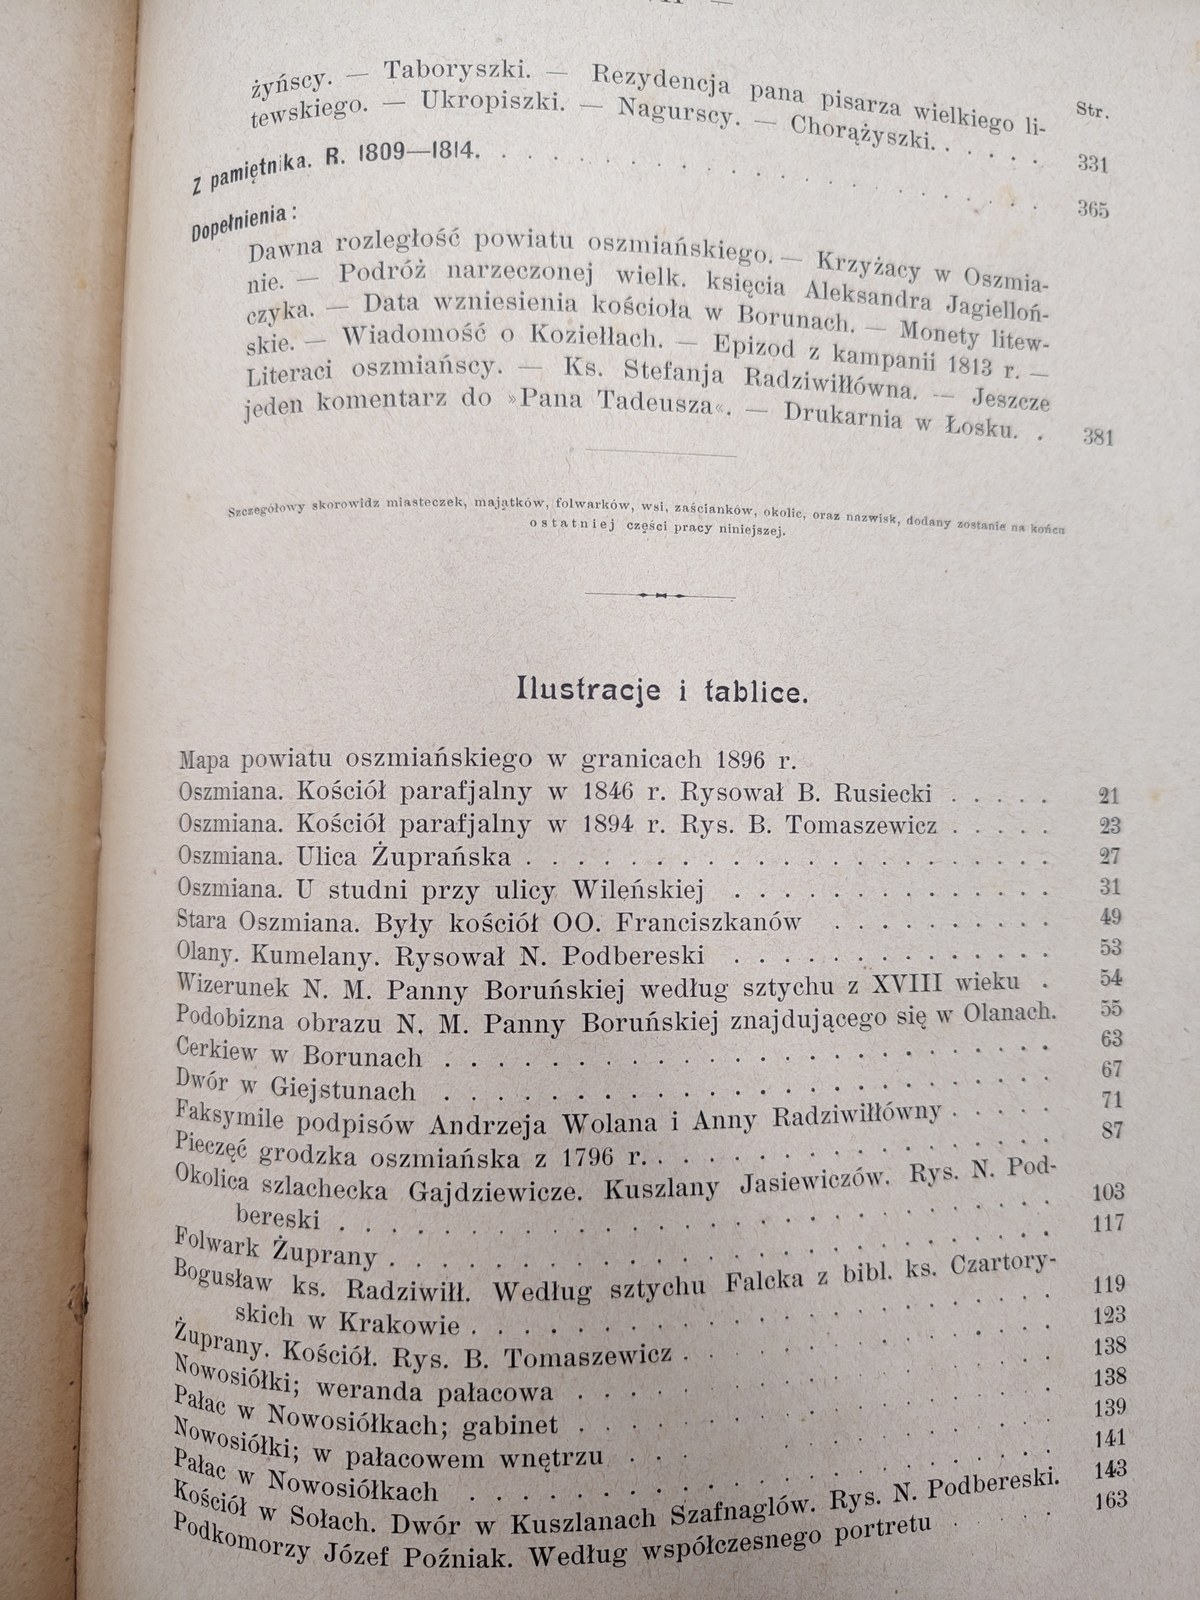 Str.
żyńscy. — Taboryszki. — Rezydencja pana pisarza wielkiego li-
tewskiego. — Ukropiszki. — Nagurscy. — Chorążyszki. . . . . . 331
Z pamiętnika. R. 1809—1814. . . . . . . . . . . . . . . . . 365
Dopełnienia:
Dawna rozległość powiatu oszmiańskiego. — Krzyżacy w Oszmia-
nie. — Podróż narzeczonej wielk. księcia Aleksandra Jagielloń-
czyka. — Data wzniesienia kościoła w Borunach. — Monety litew-
skie. — Wiadomość o Koziełłach. — Epizod z kampanii 1813 r. —
Literaci oszmiańscy. — Ks. Stefanja Radziwiłłówna. — Jeszcze
jeden komentarz do »Pana Tadeusza«. — Drukarnia w Łosku. . 381
Szczegółowy skorowidz miasteczek, majątków, folwarków, wsi, zaścianków, okolic, oraz nazwisk, dodany zostanie na końcu
ostatniej części pracy niniejszej.
Ilustracje i tablice.
Mapa powiatu oszmiańskiego w granicach 1896 r.
Oszmiana. Kościół parafjalny w 1846 r. Rysował B. Rusiecki . . . . . 21
Oszmiana. Kościół parafjalny w 1894 r. Rys. B. Tomaszewicz . . . . . 23
Oszmiana. Ulica Żuprańska . . . . . . . . . . . . . . . . . . . . 27
Oszmiana. U studni przy ulicy Wileńskiej . . . . . . . . . . . . 31
Stara Oszmiana. Były kościół OO. Franciszkanów . . . . . . . . . 49
Olany. Kumelany. Rysował N. Podbereski . . . . . . . . . . . . 53
Wizerunek N. M. Panny Boruńskiej według sztychu z XVIII wieku . 54
Podobizna obrazu N. M. Panny Boruńskiej znajdującego się w Olanach. 55
Cerkiew w Borunach . . . . . . . . . . . . . . . . . . . . . . . 63
Dwór w Giejstunach . . . . . . . . . . . . . . . . . . . . . . . 67
Faksymile podpisów Andrzeja Wolana i Anny Radziwiłłówny . . . . . 71
Pieczęć grodzka oszmiańska z 1796 r. . . . . . . . . . . . . . . . 87
Okolica szlachecka Gajdziewicze. Kuszlany Jasiewiczów. Rys. N. Pod-
bereski . . . . . . . . . . . . . . . . . . . . . . . . . . . 103
Folwark Żuprany . . . . . . . . . . . . . . . . . . . . . . . . . 117
Bogusław ks. Radziwiłł. Według sztychu Falcka z bibl. ks. Czartory-
skich w Krakowie . . . . . . . . . . . . . . . . . . . . . . 119
Żuprany. Kościół. Rys. B. Tomaszewicz . . . . . . . . . . . . . . 123
Nowosiółki; weranda pałacowa . . . . . . . . . . . . . . . . . . 138
Pałac w Nowosiółkach; gabinet . . . . . . . . . . . . . . . . . . 138
Nowosiółki; w pałacowem wnętrzu . . . . . . . . . . . . . . . . . 139
Pałac w Nowosiółkach . . . . . . . . . . . . . . . . . . . . . . 141
Kościół w Sołach. Dwór w Kuszlanach Szafnaglów. Rys. N. Podbereski. 143
Podkomorzy Józef Poźniak. Według współczesnego portretu . . . . . 163